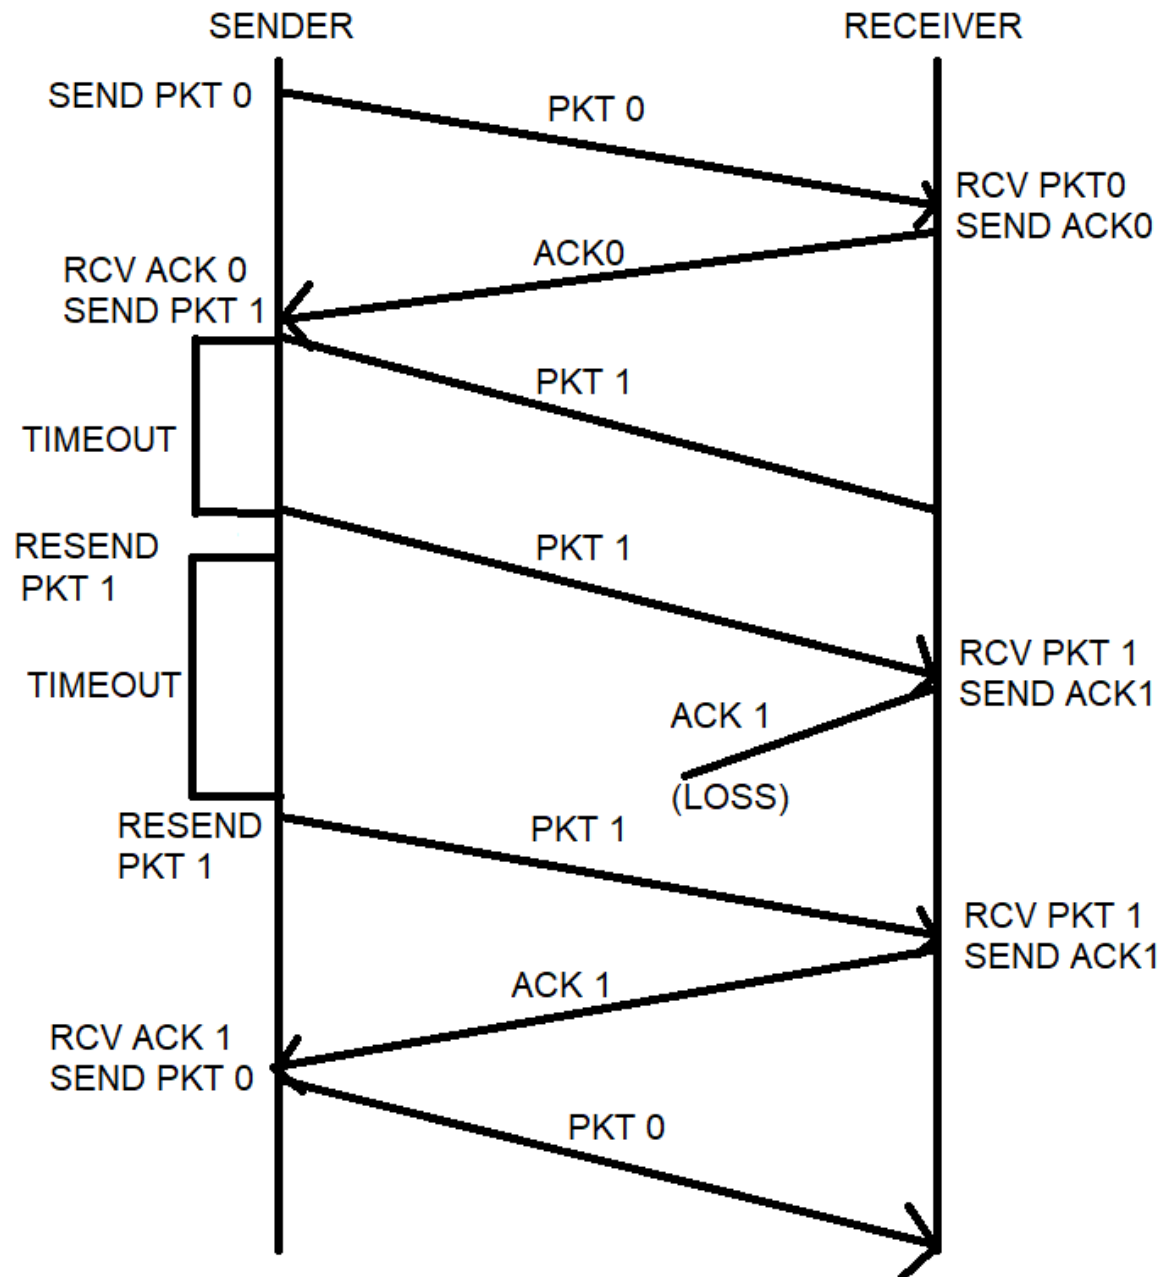 SENDER
RECEIVER
SEND PKT 0
PKT 0
RCV PKT0
SEND ACK0
ACK0
RCV ACK 0
SEND PKT 1
PKT 1
TIMEOUT
RESEND
PKT 1
PKT 1
TIMEOUT
RCV PKT 1
SEND ACK1
ACK 1
(LOSS)
RESEND
PKT 1
PKT 1
RCV PKT 1
SEND ACK1
ACK 1
RCV ACK 1
SEND PKT 0
PKT 0